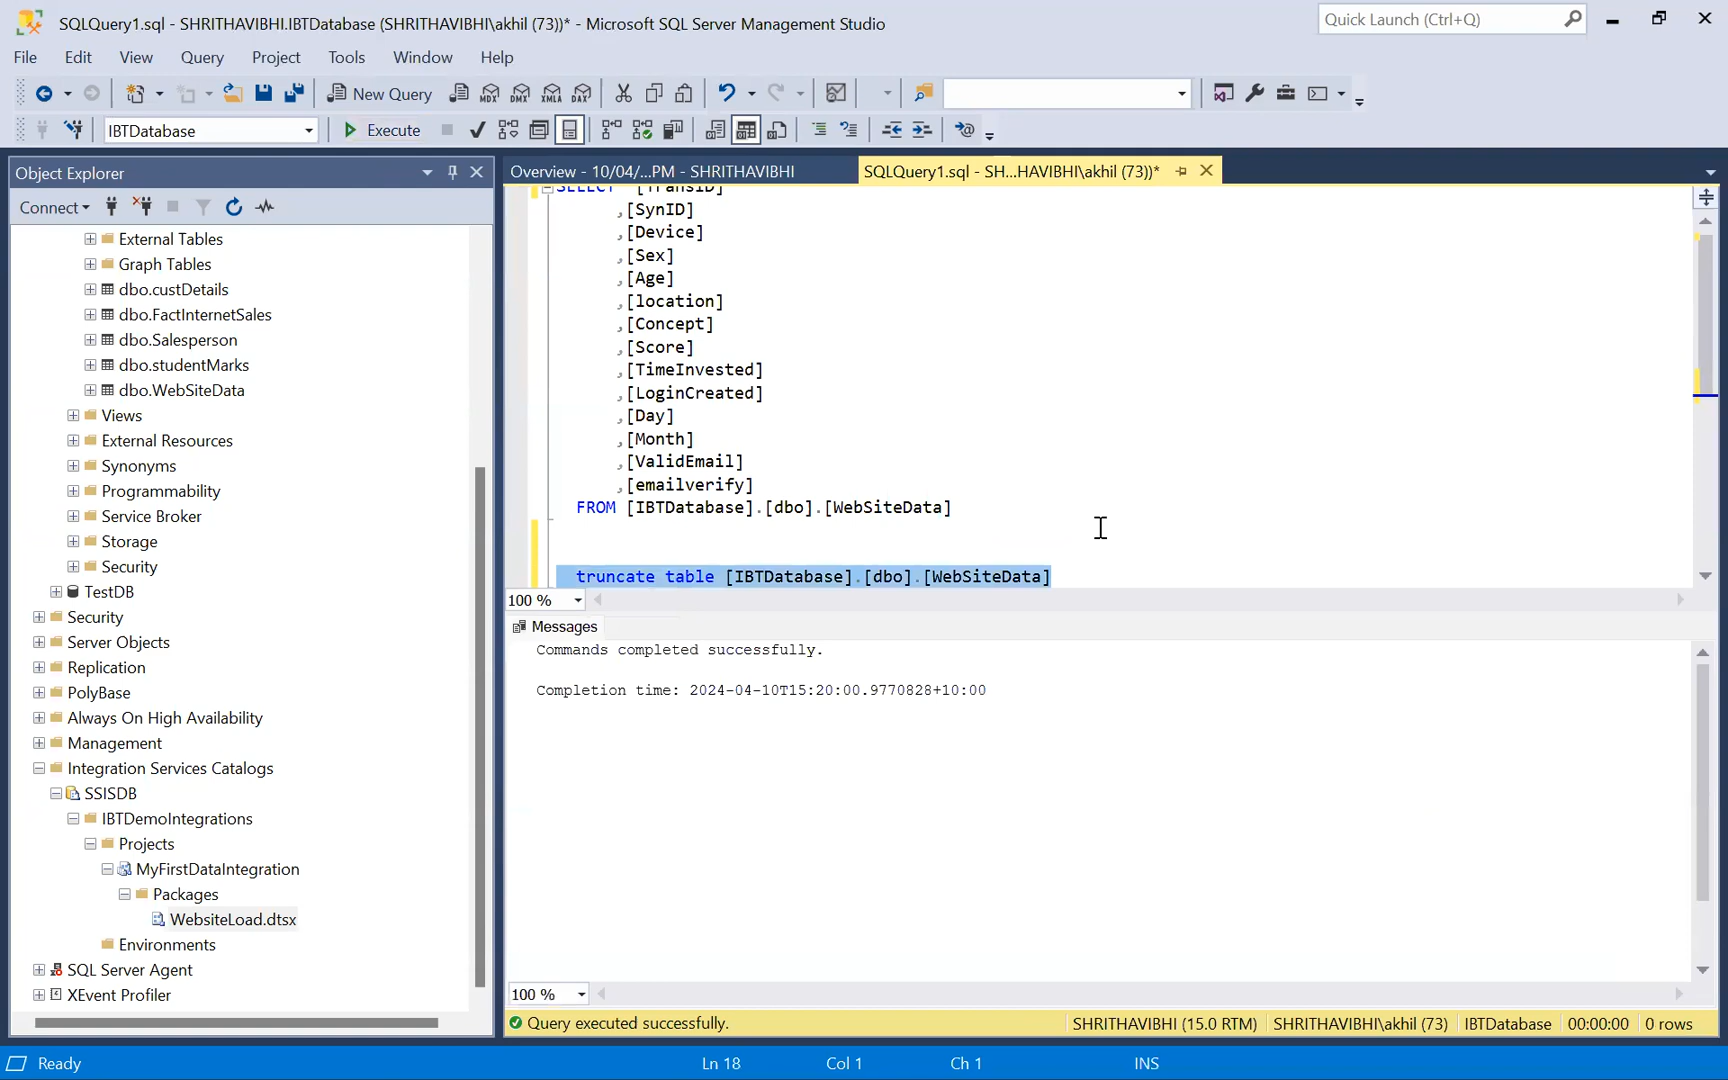 SQLQuery1.sql - SHRITHAVIBHI.IBTDatabase (SHRITHAVIBHI\akhil (73))* - Microsoft SQL Server Management Studio
Quick Launch (Ctrl+Q)
File Edit View Query Project Tools Window Help
New Query MDX DMX XMLA DAX
IBTDatabase Execute
Object Explorer
Connect
External Tables
Graph Tables
dbo.custDetails
dbo.FactInternetSales
dbo.Salesperson
dbo.studentMarks
dbo.WebSiteData
Views
External Resources
Synonyms
Programmability
Service Broker
Storage
Security
TestDB
Security
Server Objects
Replication
PolyBase
Always On High Availability
Management
Integration Services Catalogs
SSISDB
IBTDemoIntegrations
Projects
MyFirstDataIntegration
Packages
WebsiteLoad.dtsx
Environments
SQL Server Agent
XEvent Profiler
Overview - 10/04/...PM - SHRITHAVIBHI
SQLQuery1.sql - SH...HAVIBHI\akhil (73))*
SELECT [TransID]
,[SynID]
,[Device]
,[Sex]
,[Age]
,[location]
,[Concept]
,[Score]
,[TimeInvested]
,[LoginCreated]
,[Day]
,[Month]
,[ValidEmail]
,[emailverify]
FROM [IBTDatabase].[dbo].[WebSiteData]
truncate table [IBTDatabase].[dbo].[WebSiteData]
100 %
Messages
Commands completed successfully.
Completion time: 2024-04-10T15:20:00.9770828+10:00
100 %
Query executed successfully. SHRITHAVIBHI (15.0 RTM) SHRITHAVIBHI\akhil (73) IBTDatabase 00:00:00 0 rows
Ready Ln 18 Col 1 Ch 1 INS